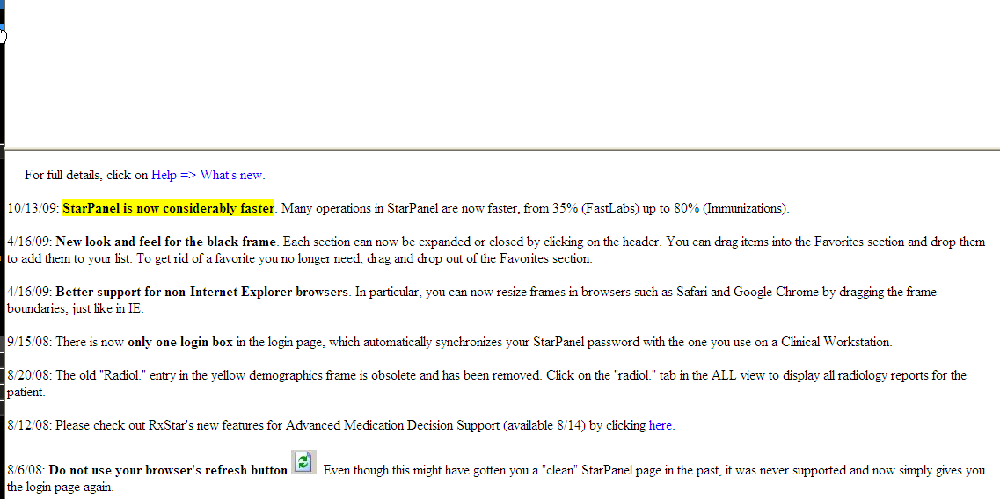 For full details, click on Help => What's new.
10/13/09: StarPanel is now considerably faster. Many operations in StarPanel are now faster, from 35% (FastLabs) up to 80% (Immunizations).
4/16/09: New look and feel for the black frame. Each section can now be expanded or closed by clicking on the header. You can drag items into the Favorites section and drop them
to add them to your list. To get rid of a favorite you no longer need, drag and drop out of the Favorites section.
4/16/09: Better support for non-Internet Explorer browsers. In particular, you can now resize frames in browsers such as Safari and Google Chrome by dragging the frame
boundaries, just like in IE.
9/15/08: There is now only one login box in the login page, which automatically synchronizes your StarPanel password with the one you use on a Clinical Workstation.
8/20/08: The old "Radiol." entry in the yellow demographics frame is obsolete and has been removed. Click on the "radiol." tab in the ALL view to display all radiology reports for the
patient.
8/12/08: Please check out RxStar's new features for Advanced Medication Decision Support (available 8/14) by clicking here.
8/6/08: Do not use your browser's refresh button . Even though this might have gotten you a "clean" StarPanel page in the past, it was never supported and now simply gives you
the login page again.